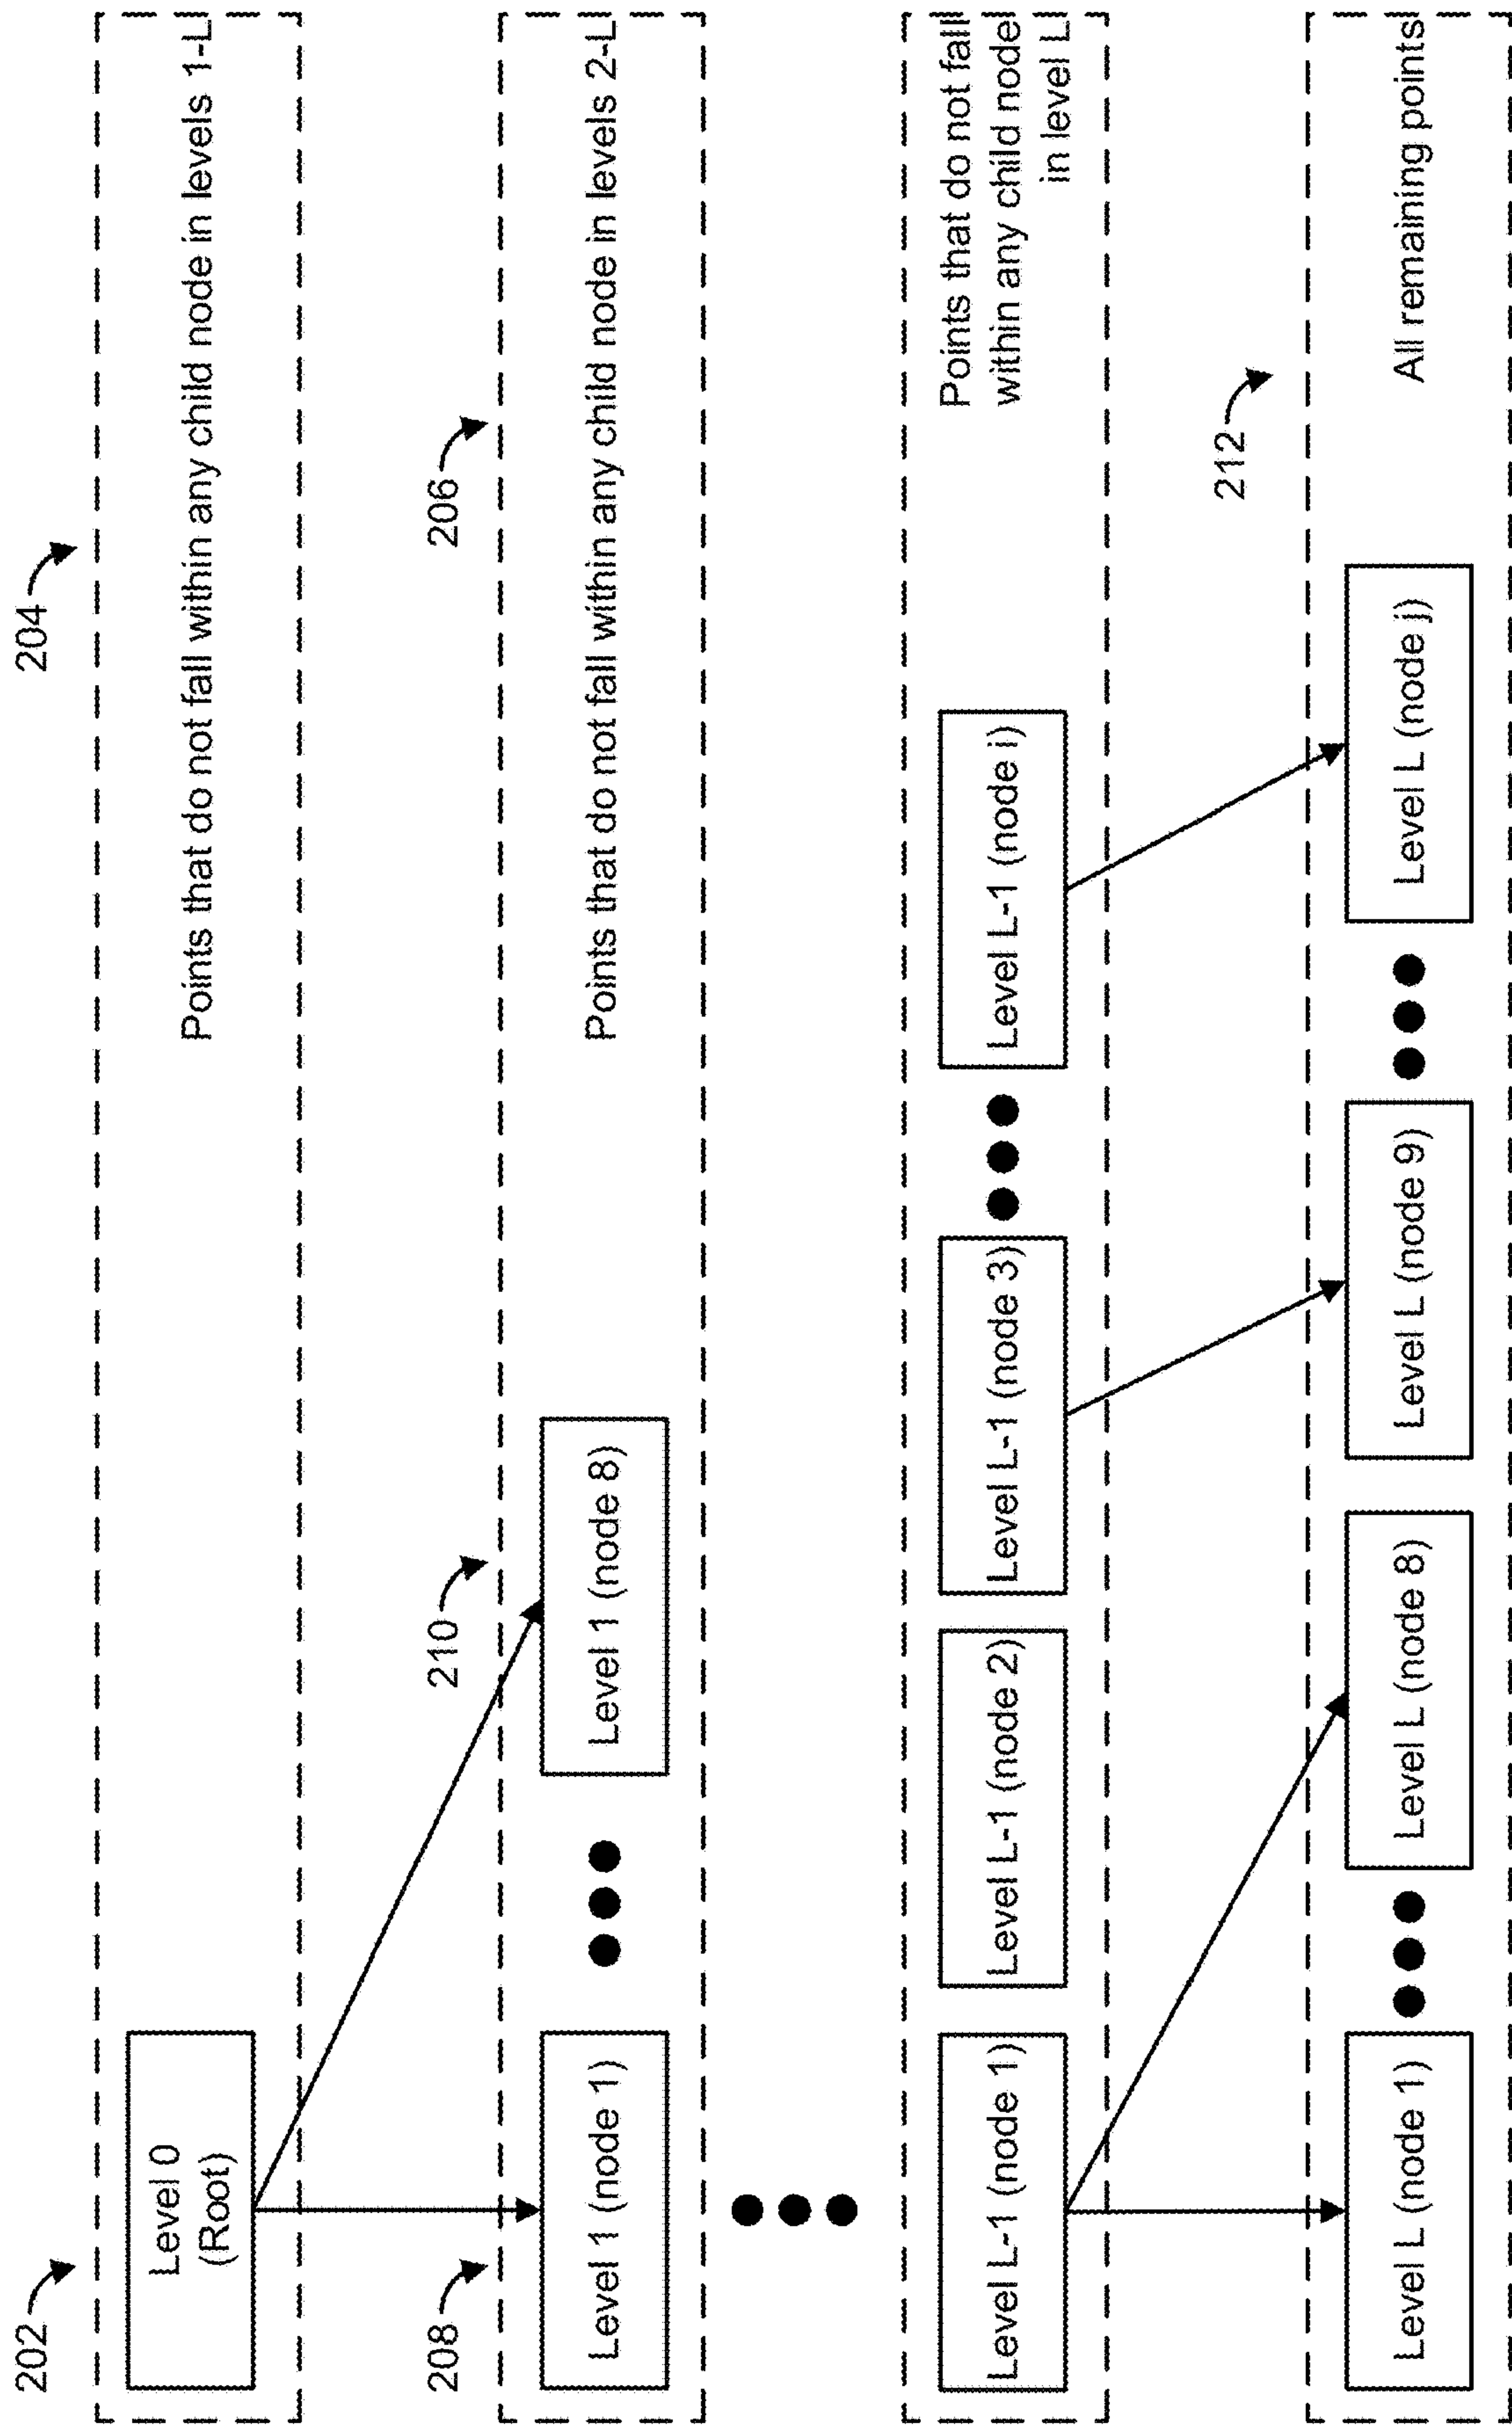 202
204
Level 0
(Root)
Points that do not fall within any child node in levels 1-L
208
210
206
Level 1 (node 1)
Level 1 (node 8)
Points that do not fall within any child node in levels 2-L
Level L-1 (node 1)
Level L-1 (node 2)
Level L-1 (node 3)
Level L-1 (node i)
Points that do not fall
within any child node
in level L
212
Level L (node 1)
Level L (node 8)
Level L (node 9)
Level L (node j)
All remaining points